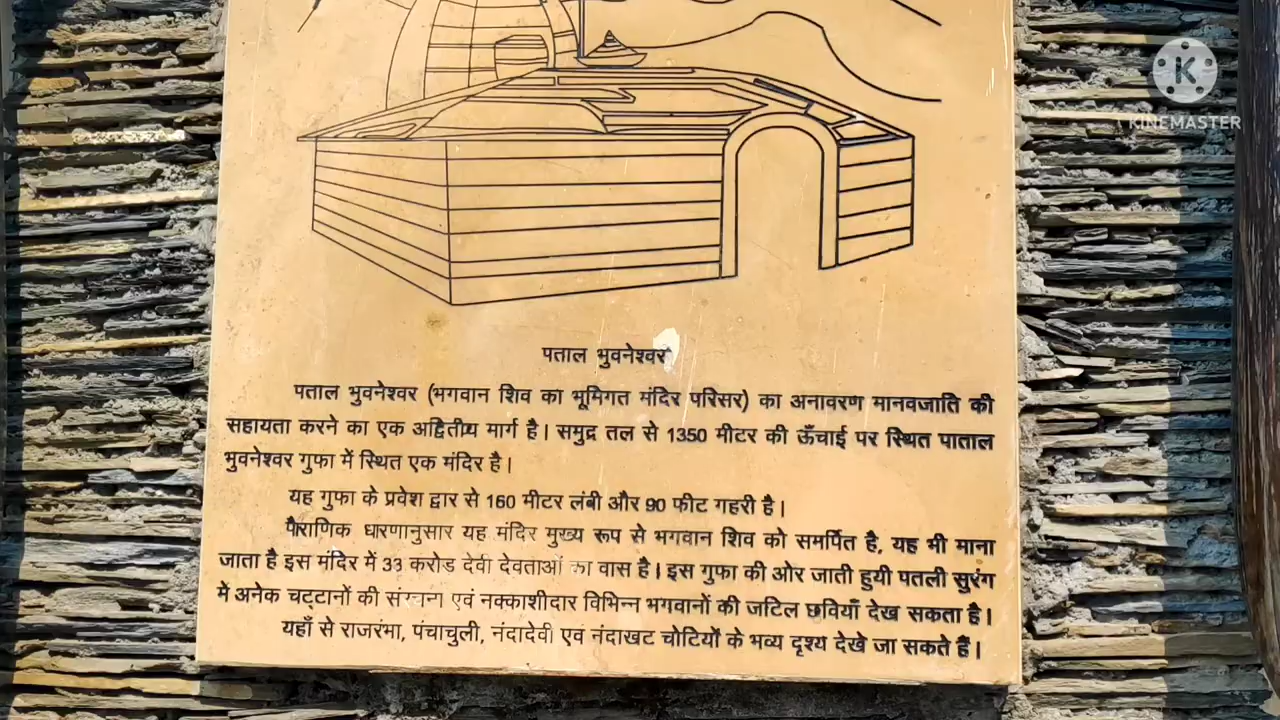 KINEMASTER
पताल भुवनेश्वर
पताल भुवनेश्वर (भगवान शिव का भूमिगत मंदिर परिसर) का अनावरण मानवजाति की
सहायता करने का एक अद्वितीय मार्ग है। समुद्र तल से 1350 मीटर की ऊँचाई पर स्थित पाताल
भुवनेश्वर गुफा में स्थित एक मंदिर है।
यह गुफा के प्रवेश द्वार से 160 मीटर लंबी और 90 फीट गहरी है।
पौराणिक धारणानुसार यह मंदिर मुख्य रूप से भगवान शिव को समर्पित है, यह भी माना
जाता है इस मंदिर में 33 करोड देवी देवताओं का वास है। इस गुफा की ओर जाती हुयी पतली सुरंग
में अनेक चट्टानों की संरचना एवं नक्काशीदार विभिन्न भगवानों की जटिल छवियाँ देख सकता है।
यहाँ से राजरंभा, पंचाचुली, नंदादेवी एवं नंदाखट चोटियों के भव्य दृश्य देखे जा सकते हैं।